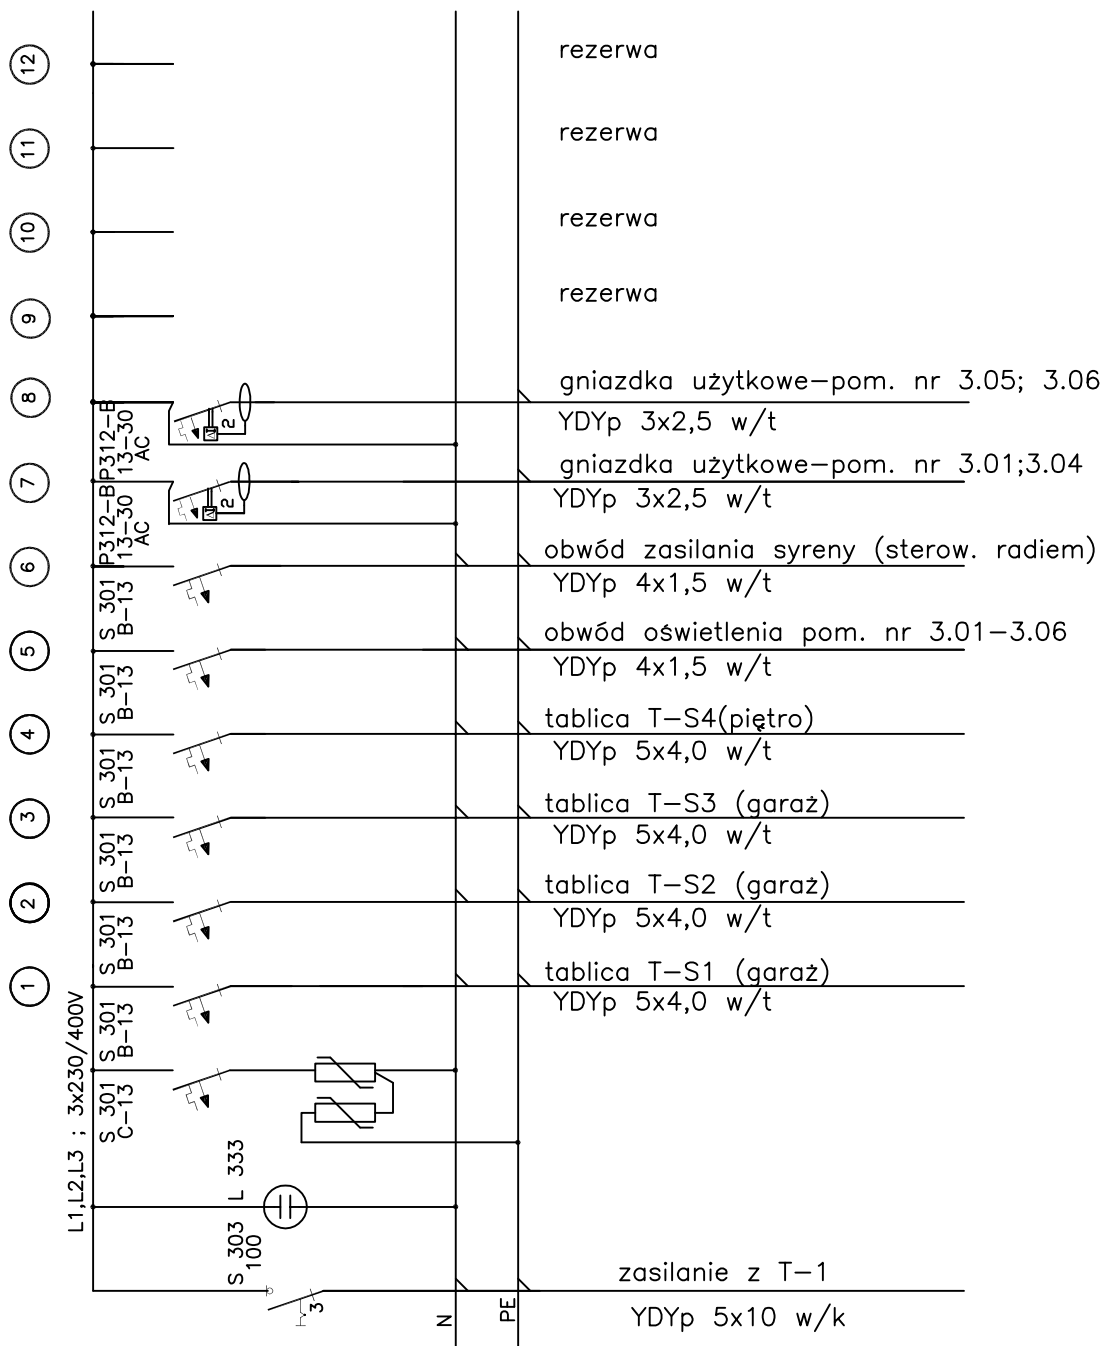 12
rezerwa
11
rezerwa
10
rezerwa
9
rezerwa
8
gniazdka użytkowe-pom. nr 3.05; 3.06
YDYp 3x2,5 w/t
P312-B
13-30
AC
2
7
gniazdka użytkowe-pom. nr 3.01;3.04
YDYp 3x2,5 w/t
P312-B
13-30
AC
2
6
obwód zasilania syreny (sterow. radiem)
YDYp 4x1,5 w/t
S 301
B-13
5
obwód oświetlenia pom. nr 3.01-3.06
YDYp 4x1,5 w/t
S 301
B-13
4
tablica T-S4(piętro)
YDYp 5x4,0 w/t
S 301
B-13
3
tablica T-S3 (garaż)
YDYp 5x4,0 w/t
S 301
B-13
2
tablica T-S2 (garaż)
YDYp 5x4,0 w/t
S 301
B-13
1
tablica T-S1 (garaż)
YDYp 5x4,0 w/t
S 301
B-13
L1,L2,L3 ; 3x230/400V
S 301
C-13
L 333
S 303
100
3
N
PE
zasilanie z T-1
YDYp 5x10 w/k